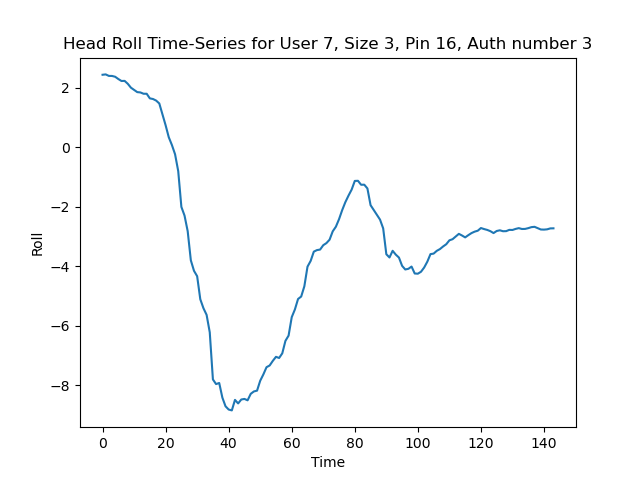 Head Roll Time-Series for User 7, Size 3, Pin 16, Auth number 3
2
0
−2
−4
−6
−8
Roll
0 20 40 60 80 100 120 140
Time